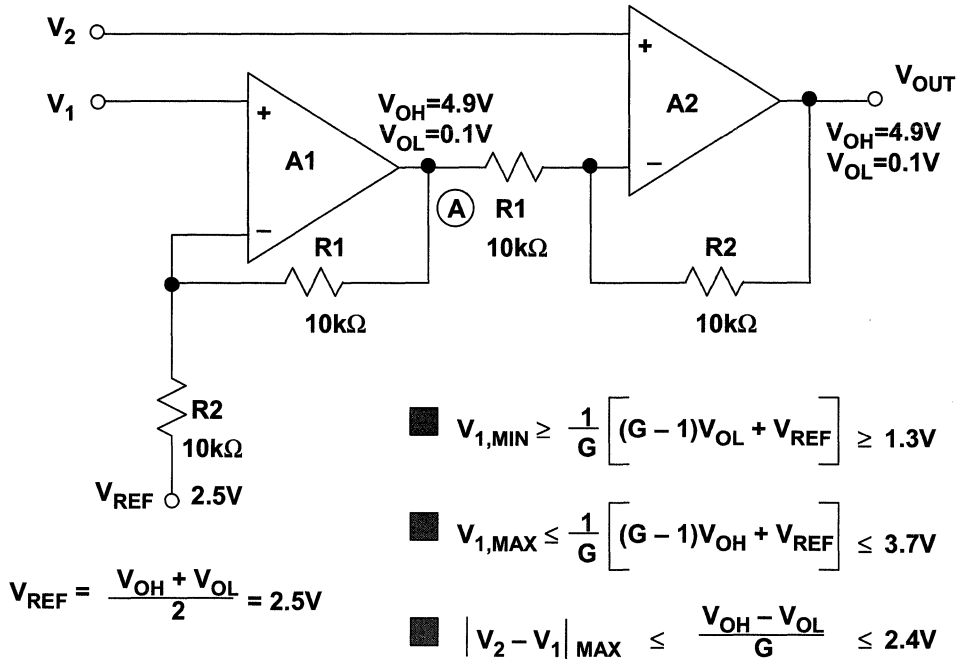 V2
V1
+
−
A1
VOH=4.9V
VOL=0.1V
A
R1
10kΩ
+
−
A2
VOUT
VOH=4.9V
VOL=0.1V
R1
10kΩ
R2
10kΩ
R2
10kΩ
VREF 2.5V
VREF = VOH + VOL / 2 = 2.5V
V1,MIN ≥ 1/G [(G – 1)VOL + VREF] ≥ 1.3V
V1,MAX ≤ 1/G [(G – 1)VOH + VREF] ≤ 3.7V
|V2 – V1| MAX ≤ VOH – VOL / G ≤ 2.4V